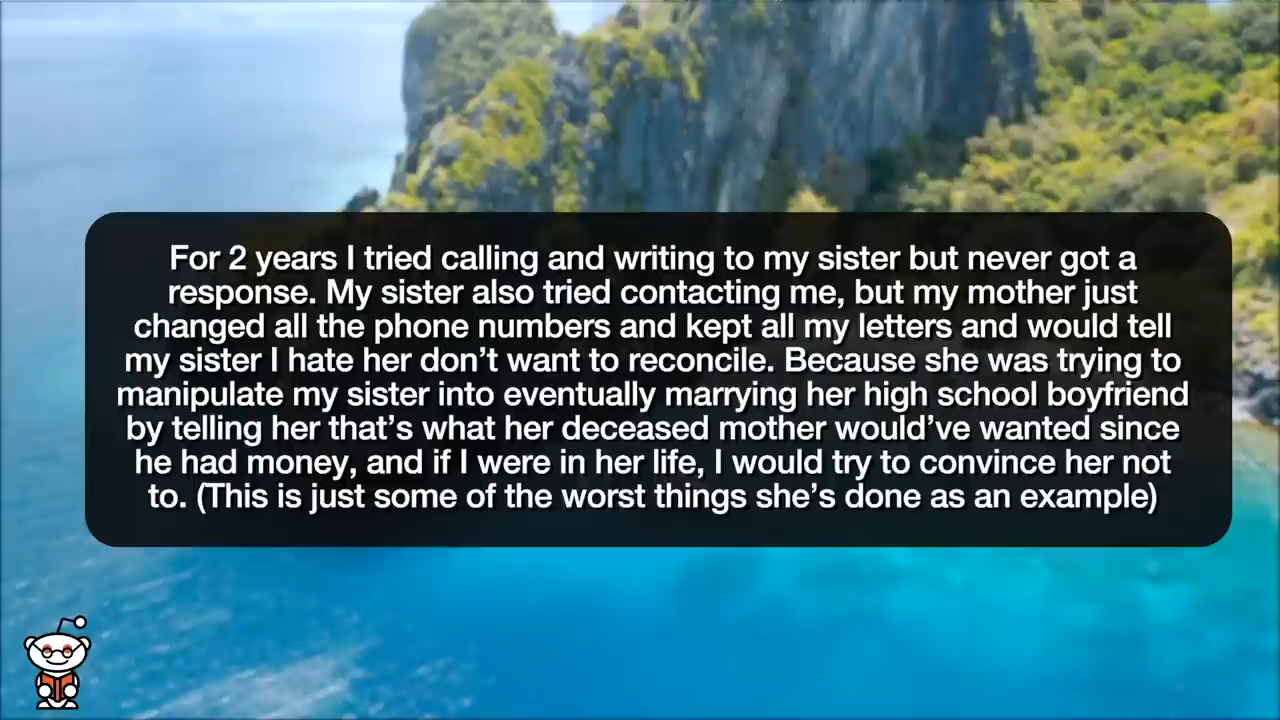 For 2 years I tried calling and writing to my sister but never got a
response. My sister also tried contacting me, but my mother just
changed all the phone numbers and kept all my letters and would tell
my sister I hate her don’t want to reconcile. Because she was trying to
manipulate my sister into eventually marrying her high school boyfriend
by telling her that’s what her deceased mother would’ve wanted since
he had money, and if I were in her life, I would try to convince her not
to. (This is just some of the worst things she’s done as an example)